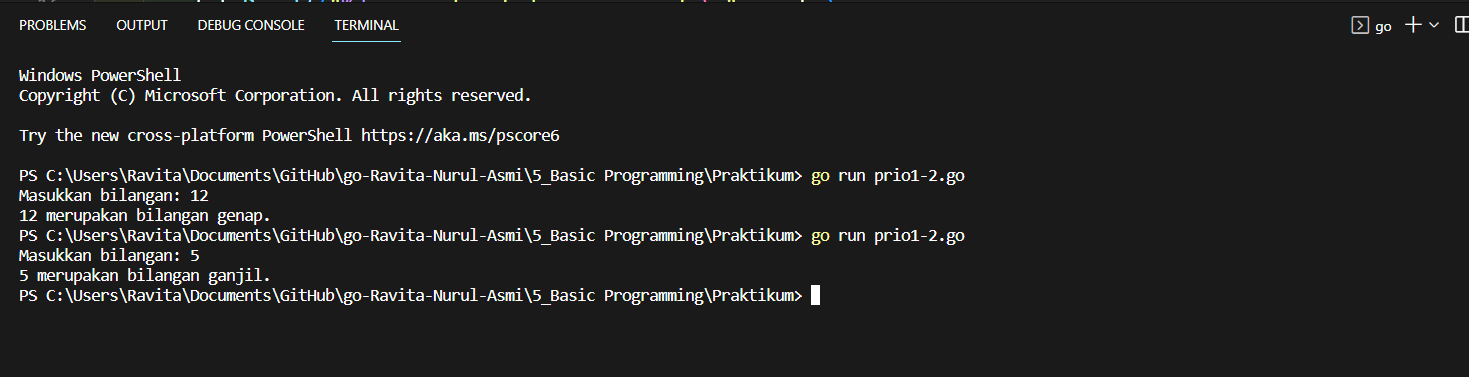 PROBLEMS OUTPUT DEBUG CONSOLE TERMINAL go
Windows PowerShell
Copyright (C) Microsoft Corporation. All rights reserved.
Try the new cross-platform PowerShell https://aka.ms/pscore6
PS C:\Users\Ravita\Documents\GitHub\go-Ravita-Nurul-Asmi\5_Basic Programming\Praktikum> go run prio1-2.go
Masukkan bilangan: 12
12 merupakan bilangan genap.
PS C:\Users\Ravita\Documents\GitHub\go-Ravita-Nurul-Asmi\5_Basic Programming\Praktikum> go run prio1-2.go
Masukkan bilangan: 5
5 merupakan bilangan ganjil.
PS C:\Users\Ravita\Documents\GitHub\go-Ravita-Nurul-Asmi\5_Basic Programming\Praktikum>